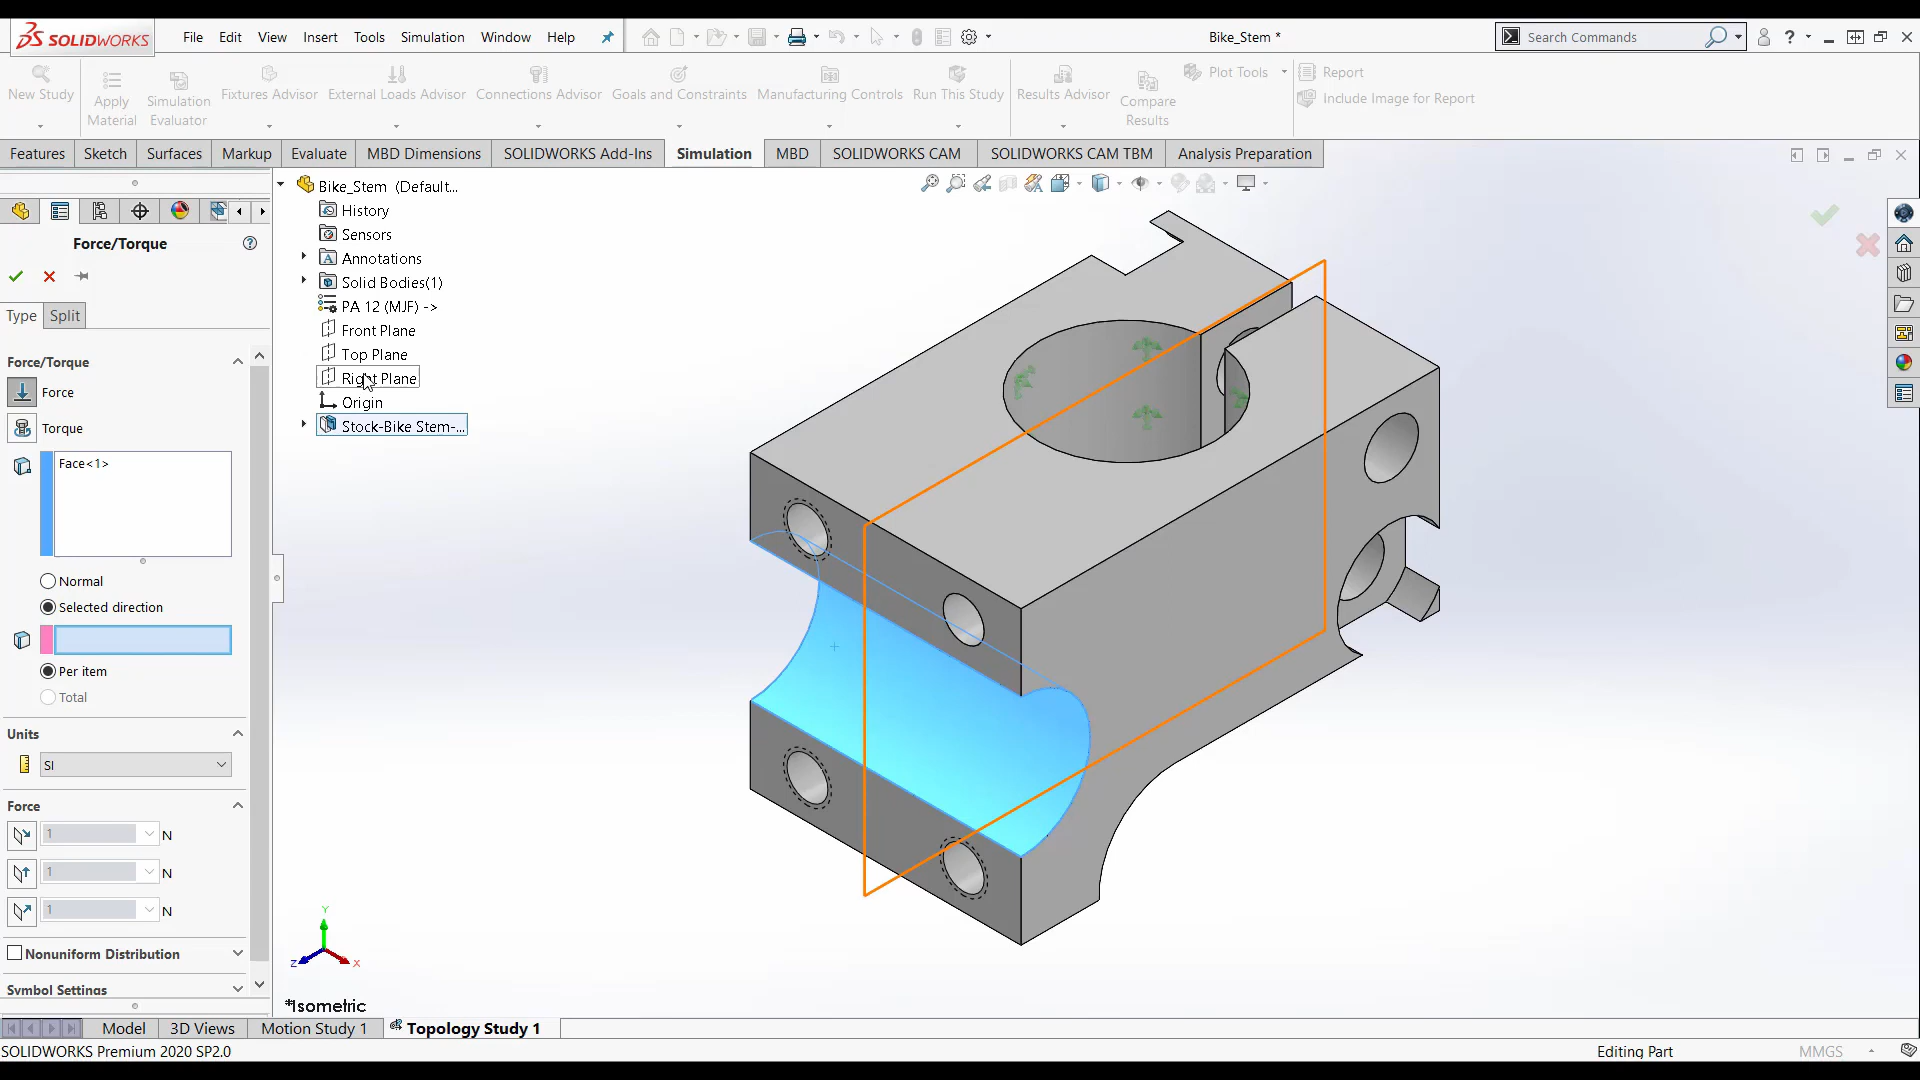 SOLIDWORKS File Edit View Insert Tools Simulation Window Help Bike_Stem * Search Commands ?
New Study Apply Material Simulation Evaluator Fixtures Advisor External Loads Advisor Connections Advisor Goals and Constraints Manufacturing Controls Run This Study Results Advisor Compare Results Plot Tools Report
Include Image for Report
Features Sketch Surfaces Markup Evaluate MBD Dimensions SOLIDWORKS Add-Ins Simulation MBD SOLIDWORKS CAM SOLIDWORKS CAM TBM Analysis Preparation
Bike_Stem (Default...
History
Sensors
Annotations
Solid Bodies(1)
PA 12 (MJF) ->
Front Plane
Top Plane
Right Plane
Origin
Stock-Bike Stem-...
Force/Torque
Type Split
Force/Torque
Force
Torque
Face<1>
Normal
Selected direction
Per item
Total
Units
SI
Force
1 N
1 N
1 N
Nonuniform Distribution
Symbol Settings
Y
Z X
*Isometric
Model 3D Views Motion Study 1 Topology Study 1
SOLIDWORKS Premium 2020 SP2.0 Editing Part MMGS